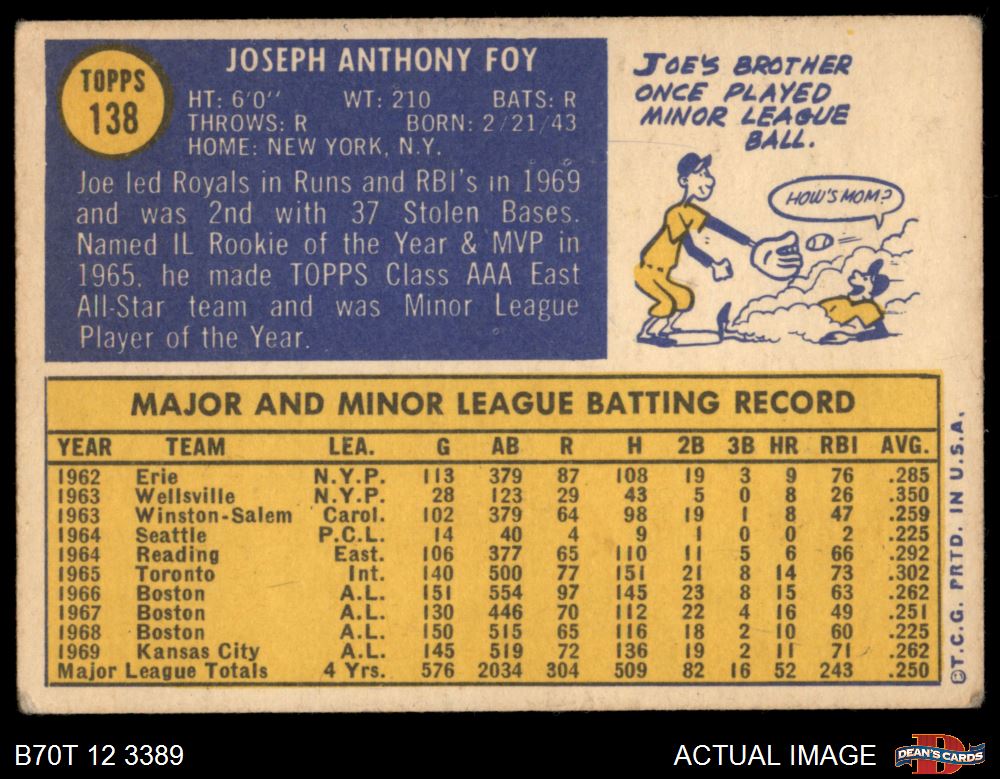 TOPPS
138
JOSEPH ANTHONY FOY
HT: 6'0'' WT: 210 BATS: R
THROWS: R BORN: 2/21/43
HOME: NEW YORK, N.Y.
Joe led Royals in Runs and RBI's in 1969
and was 2nd with 37 Stolen Bases.
Named IL Rookie of the Year & MVP in
1965, he made TOPPS Class AAA East
All-Star team and was Minor League
Player of the Year.
JOE'S BROTHER
ONCE PLAYED
MINOR LEAGUE
BALL.
HOW'S MOM?
MAJOR AND MINOR LEAGUE BATTING RECORD
YEAR TEAM LEA. G AB R H 2B 3B HR RBI AVG.
1962 Erie N.Y.P. 113 379 87 108 19 3 9 76 .285
1963 Wellsville N.Y.P. 28 123 29 43 5 0 8 26 .350
1963 Winston-Salem Carol. 102 379 64 98 19 1 8 47 .259
1964 Seattle P.C.L. 14 40 4 9 1 0 0 2 .225
1964 Reading East. 106 377 65 110 11 5 6 66 .292
1965 Toronto Int. 140 500 77 151 21 8 14 73 .302
1966 Boston A.L. 151 554 97 145 23 8 15 63 .262
1967 Boston A.L. 130 446 70 112 22 4 16 49 .251
1968 Boston A.L. 150 515 65 116 18 2 10 60 .225
1969 Kansas City A.L. 145 519 72 136 19 2 11 71 .262
Major League Totals 4 Yrs. 576 2034 304 509 82 16 52 243 .250
©T.C.G. PRTD. IN U.S.A.
B70T 12 3389
ACTUAL IMAGE
DEAN'S CARDS